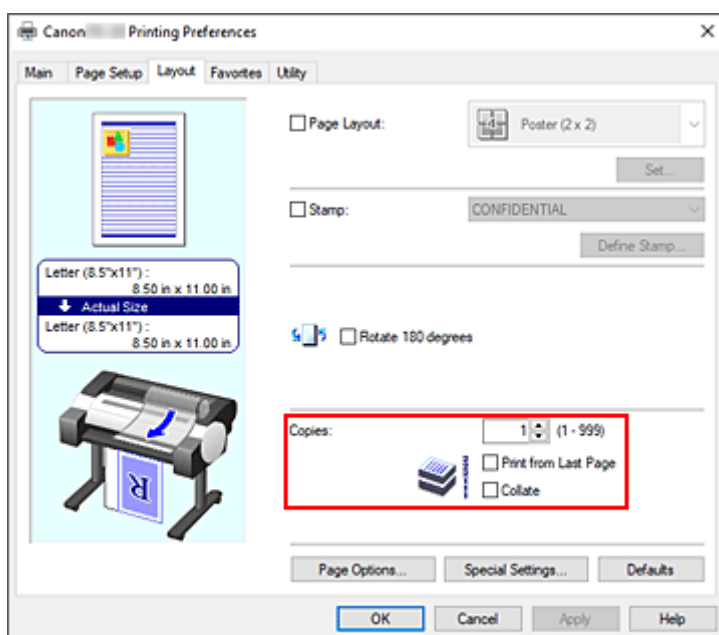 Canon Printing Preferences
Main Page Setup Layout Favorites Utility
Page Layout:
4
Poster (2 x 2)
Set...
Stamp:
CONFIDENTIAL
Define Stamp...
Letter (8.5"x11") :
8.50 in x 11.00 in
Actual Size
Letter (8.5"x11") :
8.50 in x 11.00 in
Rotate 180 degrees
R
Copies:
1 (1 - 999)
Print from Last Page
Collate
Page Options... Special Settings... Defaults
OK Cancel Apply Help